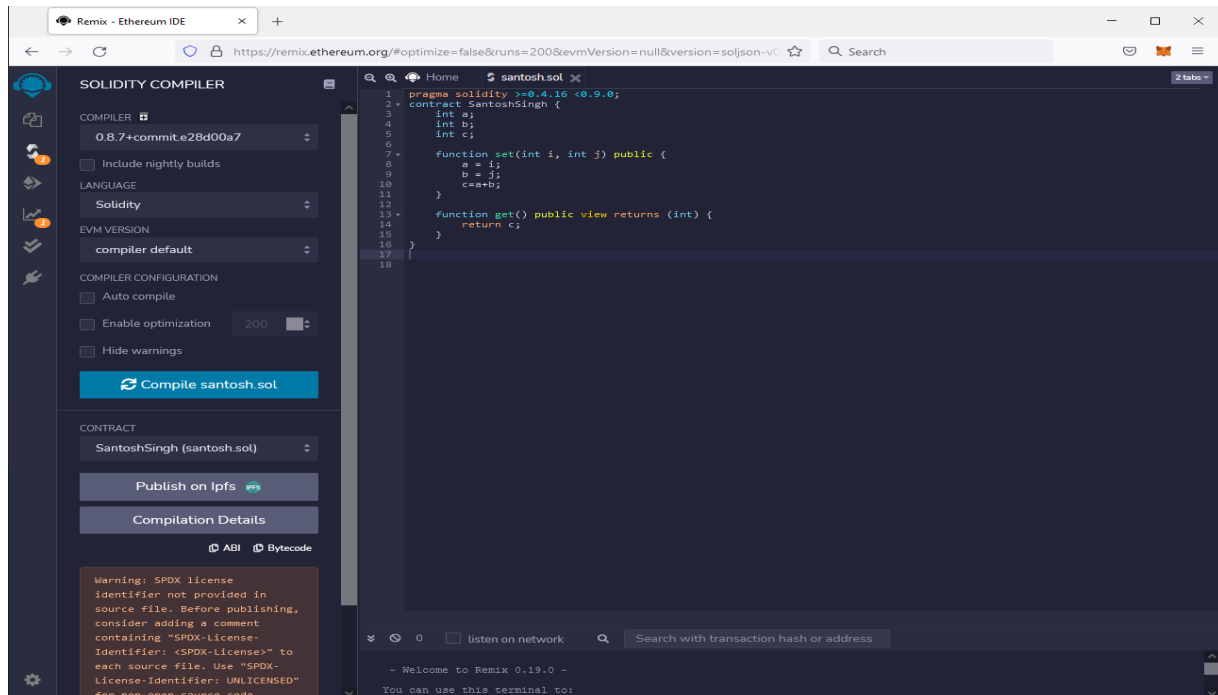 Remix - Ethereum IDE
https://remix.ethereum.org/#optimize=false&runs=200&evmVersion=null&version=soljson-v0
Search
SOLIDITY COMPILER
COMPILER
0.8.7+commit.e28d00a7
Include nightly builds
LANGUAGE
Solidity
EVM VERSION
compiler default
COMPILER CONFIGURATION
Auto compile
Enable optimization 200
Hide warnings
Compile santosh.sol
CONTRACT
SantoshSingh (santosh.sol)
Publish on Ipfs IPFS
Compilation Details
ABI Bytecode
Warning: SPDX license
identifier not provided in
source file. Before publishing,
consider adding a comment
containing "SPDX-License-
Identifier: <SPDX-License>" to
each source file. Use "SPDX-
License-Identifier: UNLICENSED"
for non-open-source code.
Home santosh.sol 2 tabs
1 pragma solidity >=0.4.16 <0.9.0;
2 contract SantoshSingh {
3 int a;
4 int b;
5 int c;
6
7 function set(int i, int j) public {
8 a = i;
9 b = j;
10 c=a+b;
11 }
12
13 function get() public view returns (int) {
14 return c;
15 }
16 }
17
18
0 listen on network Search with transaction hash or address
- Welcome to Remix 0.19.0 -
You can use this terminal to: